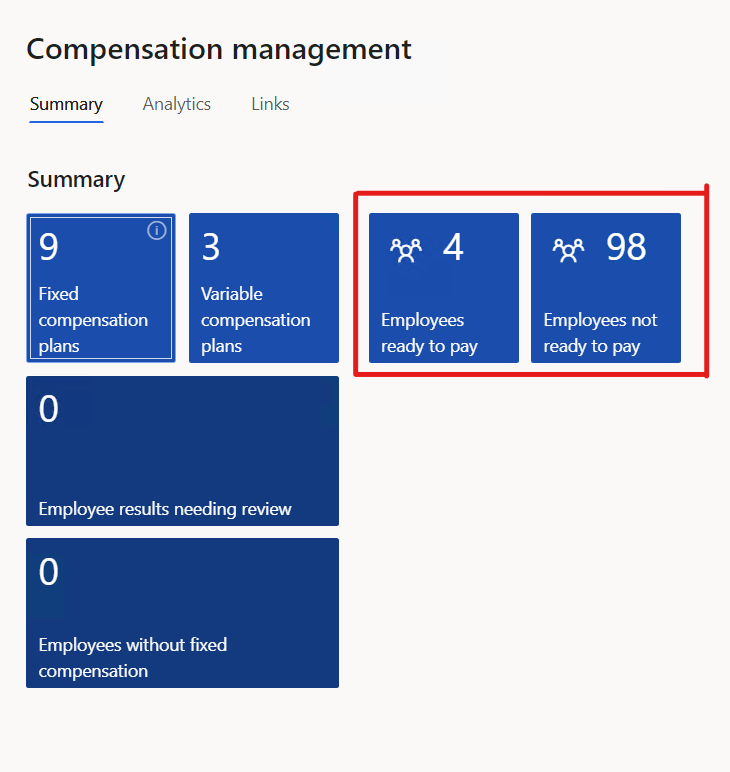 Compensation management
Summary Analytics Links
Summary
9
Fixed
compensation
plans
3
Variable
compensation
plans
4
Employees
ready to pay
98
Employees not
ready to pay
0
Employee results needing review
0
Employees without fixed
compensation